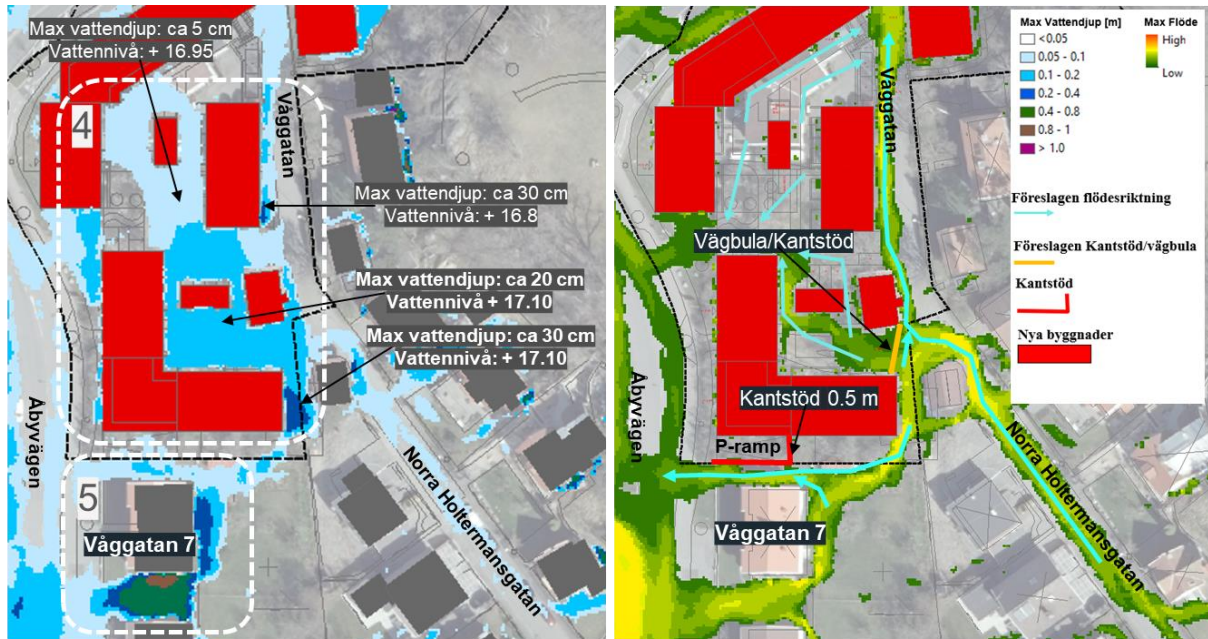 Max vattendjup: ca 5 cm
Vattennivå: + 16.95
4
Våggatan
Max vattendjup: ca 30 cm
Vattennivå: + 16.8
Max vattendjup: ca 20 cm
Vattennivå + 17.10
Max vattendjup: ca 30 cm
Vattennivå: + 17.10
Åbyvägen
5
Våggatan 7
Norra Holtermansgatan
Våggatan
Vägbula/Kantstöd
Kantstöd 0.5 m
P-ramp
Åbyvägen
Våggatan 7
Norra Holtermansgatan
Max Vattendjup [m]
<0.05
0.05 - 0.1
0.1 - 0.2
0.2 - 0.4
0.4 - 0.8
0.8 - 1
> 1.0
Max Flöde
High
Low
Föreslagen flödesriktning
Föreslagen Kantstöd/vägbula
Kantstöd
Nya byggnader